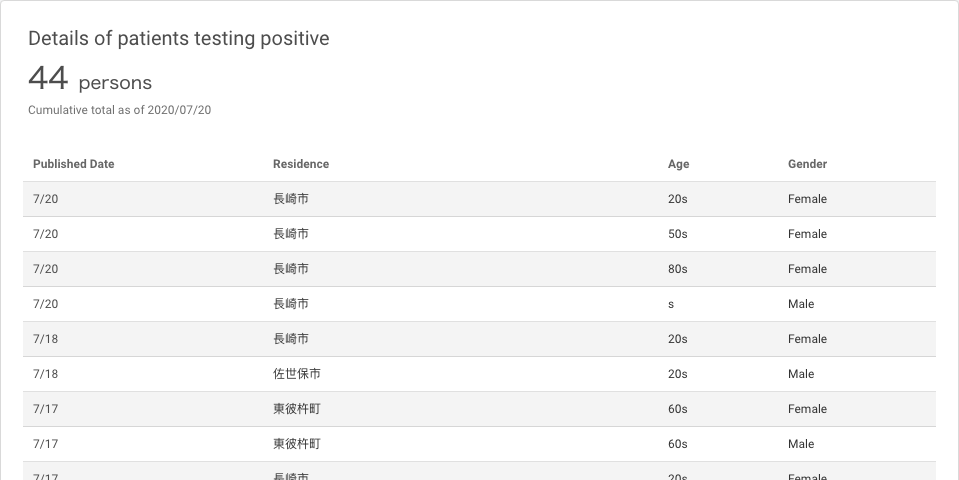 Details of patients testing positive
44 persons
Cumulative total as of 2020/07/20
Published Date Residence Age Gender
7/20 長崎市 20s Female
7/20 長崎市 50s Female
7/20 長崎市 80s Female
7/20 長崎市 s Male
7/18 長崎市 20s Female
7/18 佐世保市 20s Male
7/17 東彼杵町 60s Female
7/17 東彼杵町 60s Male
7/17 長崎市 20s Female